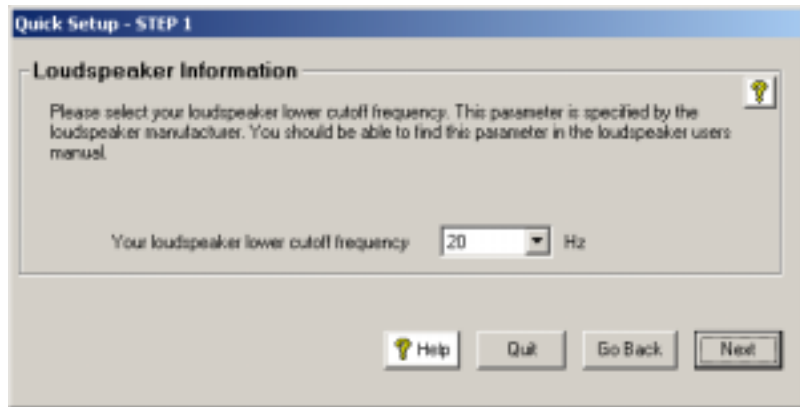 Quick Setup - STEP 1
Loudspeaker Information
Please select your loudspeaker lower cutoff frequency. This parameter is specified by the
loudspeaker manufacturer. You should be able to find this parameter in the loudspeaker users
manual.
Your loudspeaker lower cutoff frequency 20 Hz
Help Quit Go Back Next